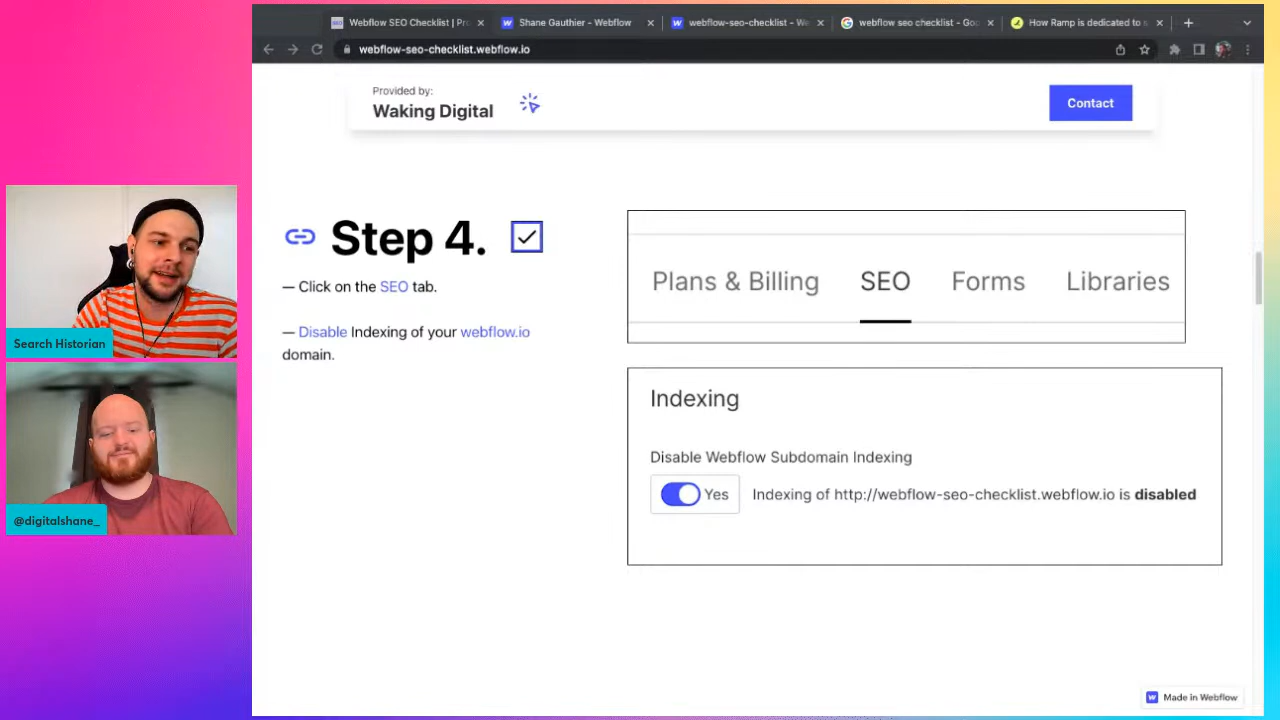 Webflow SEO Checklist | Pro
Shane Gauthier - Webflow
webflow-seo-checklist - We
webflow seo checklist - Goo
How Ramp is dedicated to s
webflow-seo-checklist.webflow.io
Provided by:
Waking Digital
Contact
Step 4.
— Click on the SEO tab.
— Disable Indexing of your webflow.io
domain.
Plans & Billing SEO Forms Libraries
Indexing
Disable Webflow Subdomain Indexing
Yes Indexing of http://webflow-seo-checklist.webflow.io is disabled
Search Historian
@digitalshane_
Made in Webflow